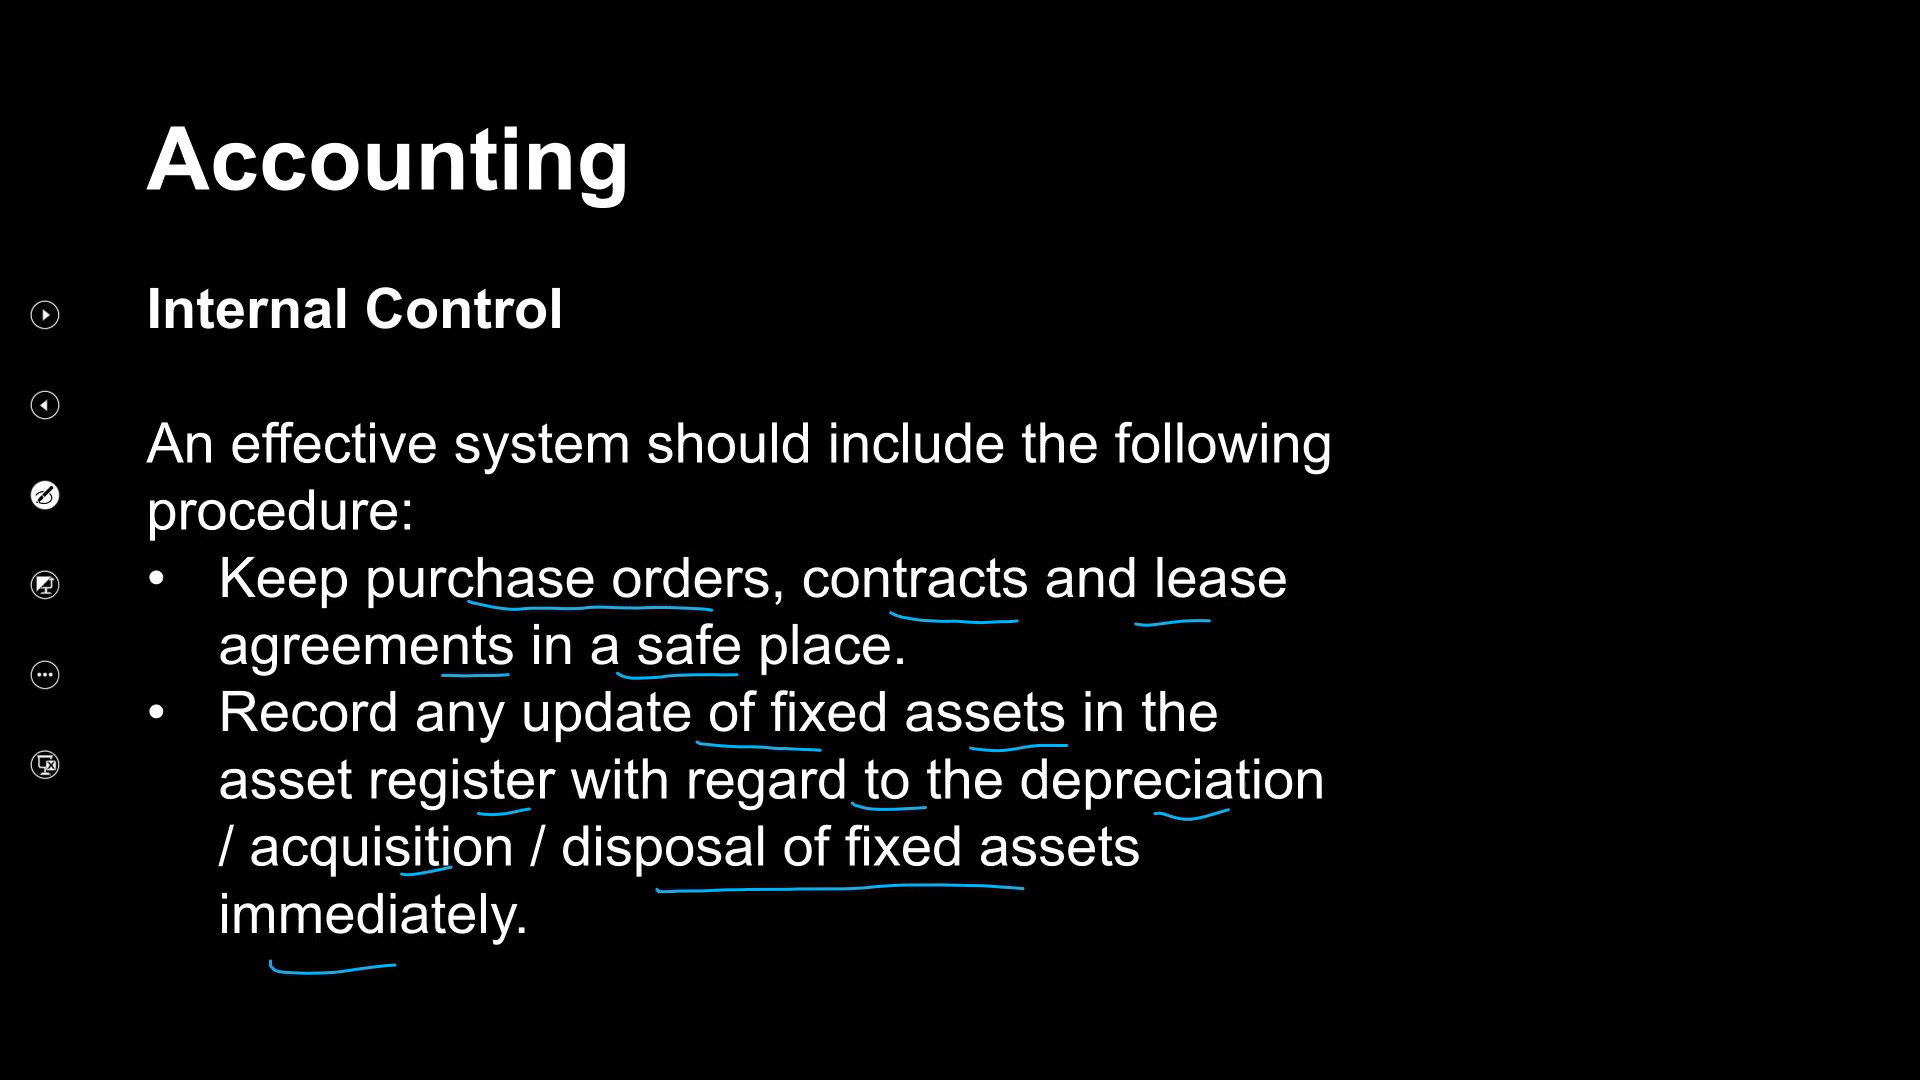 Accounting
Internal Control
An effective system should include the following
procedure:
• Keep purchase orders, contracts and lease
agreements in a safe place.
• Record any update of fixed assets in the
asset register with regard to the depreciation
/ acquisition / disposal of fixed assets
immediately.